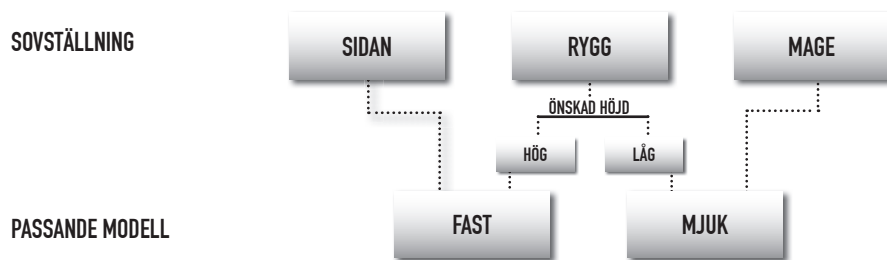 SOVSTÄLLNING
SIDAN
RYGG
MAGE
ÖNSKAD HÖJD
HÖG
LÅG
PASSANDE MODELL
FAST
MJUK